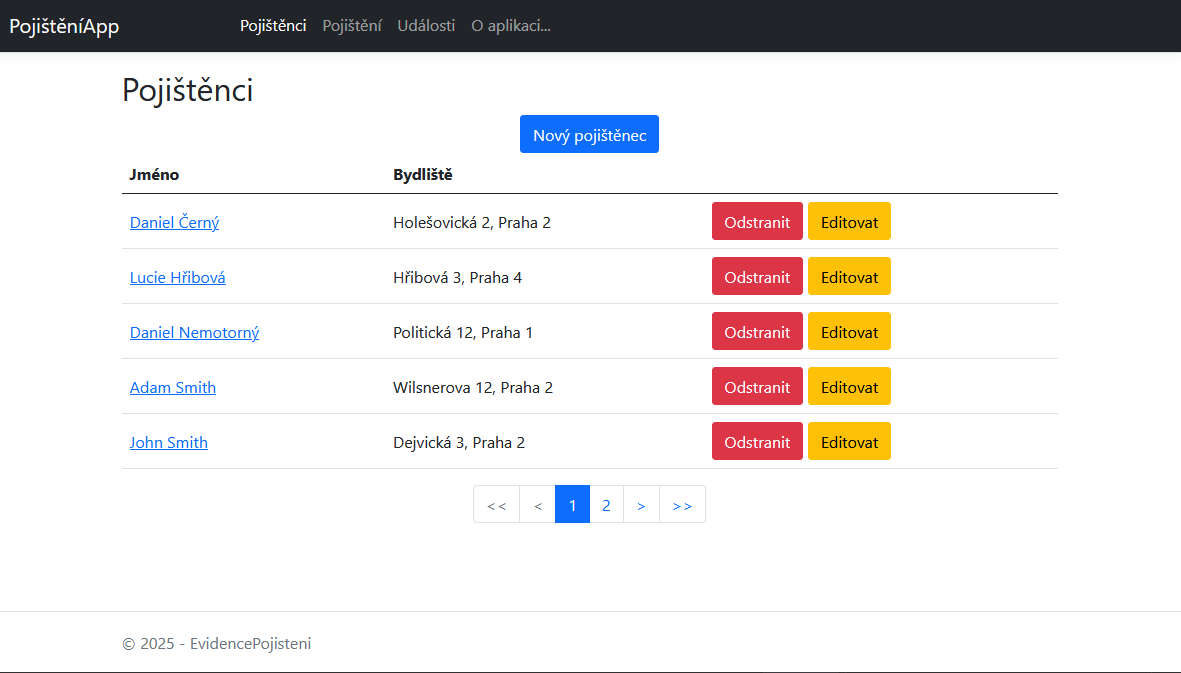 PojištěníApp Pojištěnci Pojištění Události O aplikaci...
Pojištěnci
Nový pojištěnec
Jméno Bydliště
Daniel Černý Holešovická 2, Praha 2 Odstranit Editovat
Lucie Hřibová Hřibová 3, Praha 4 Odstranit Editovat
Daniel Nemotorný Politická 12, Praha 1 Odstranit Editovat
Adam Smith Wilsnerova 12, Praha 2 Odstranit Editovat
John Smith Dejvická 3, Praha 2 Odstranit Editovat
<< < 1 2 > >>
© 2025 - EvidencePojisteni